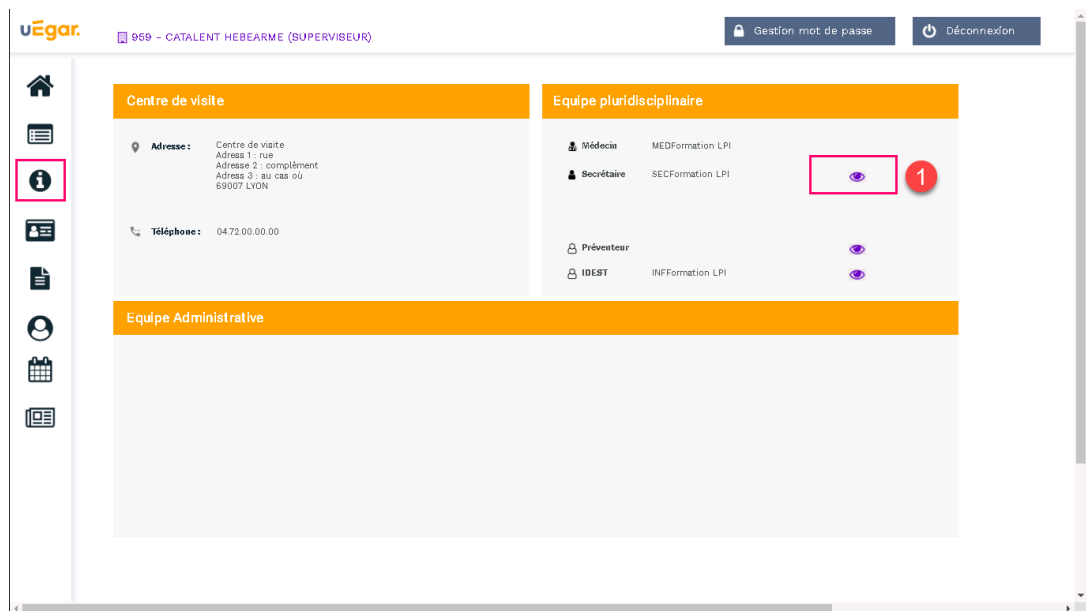 uEgar.
959 - CATALENT HEBEARME (SUPERVISEUR)
Gestion mot de passe
Déconnexion
Centre de visite
Adresse :
Centre de visite
Adress 1 : rue
Adresse 2 : complément
Adress 3 : au cas où
69007 LYON
Téléphone :
04.72.00.00.00
Equipe pluridisciplinaire
Médecin MEDFormation LPI
Secrétaire SECFormation LPI
1
Préventeur
IDEST INFFormation LPI
Equipe Administrative